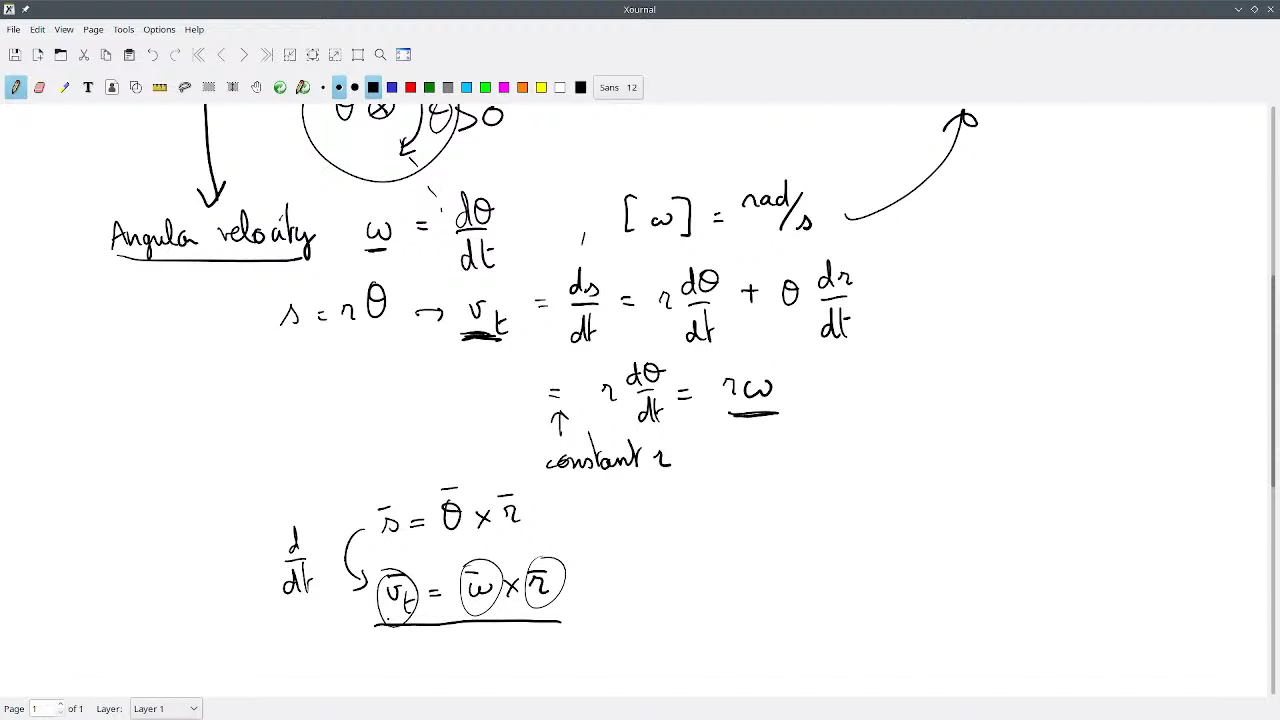 Xournal
File Edit View Page Tools Options Help
T Sans 12
θ ⊗ θ>0
Angular velocity ω = dθ/dt , [ω] = rad/s
s = rθ → v_t = ds/dt = r dθ/dt + θ dr/dt
= r dθ/dt = rω
↑
constant r
s̄ = θ̄ × r̄
d/dt
v̄_t = ω̄ × r̄
Page 1 of 1 Layer: Layer 1